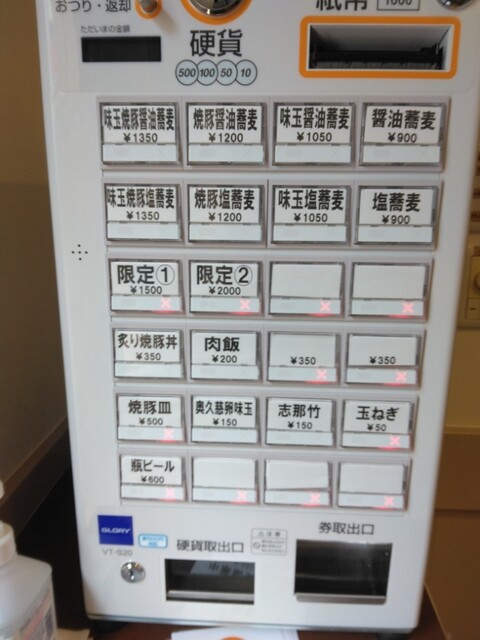 おつり・返却
ただいまの金額
硬貨
500 100 50 10
紙幣
1000
味玉焼豚醤油蕎麦
¥1350
焼豚醤油蕎麦
¥1200
味玉醤油蕎麦
¥1050
醤油蕎麦
¥900
味玉焼豚塩蕎麦
¥1350
焼豚塩蕎麦
¥1200
味玉塩蕎麦
¥1050
塩蕎麦
¥900
限定①
¥1500
限定②
¥2000
炙り焼豚丼
¥350
肉飯
¥200
¥350
¥350
焼豚皿
¥500
奥久慈卵味玉
¥150
志那竹
¥150
玉ねぎ
¥50
瓶ビール
¥600
GLORY
VT-S20
硬貨取出口
券取出口